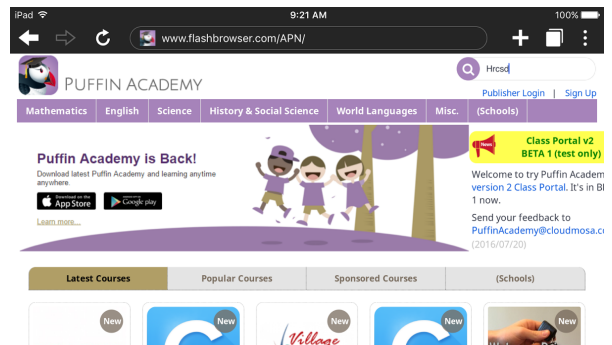 iPad 9:21 AM 100%
www.flashbrowser.com/APN/
PUFFIN ACADEMY
Hrcsd
Publisher Login | Sign Up
Mathematics English Science History & Social Science World Languages Misc. (Schools)
Puffin Academy is Back!
Download latest Puffin Academy and learning anytime
anywhere.
Download on the
App Store
Google play
Learn more...
News
Class Portal v2
BETA 1 (test only)
Welcome to try Puffin Academ
version 2 Class Portal. It's in BE
1 now.
Send your feedback to
PuffinAcademy@cloudmosa.co
(2016/07/20)
Latest Courses Popular Courses Sponsored Courses (Schools)
New
New
New
New
New
Village